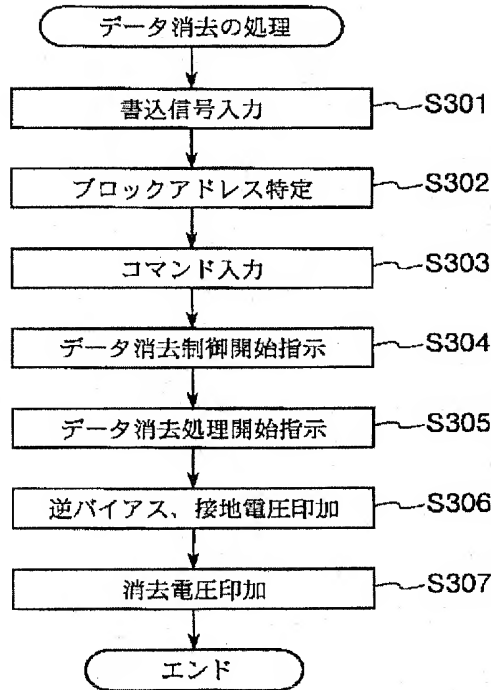 データ消去の処理
書込信号入力 S301
ブロックアドレス特定 S302
コマンド入力 S303
データ消去制御開始指示 S304
データ消去処理開始指示 S305
逆バイアス、接地電圧印加 S306
消去電圧印加 S307
エンド